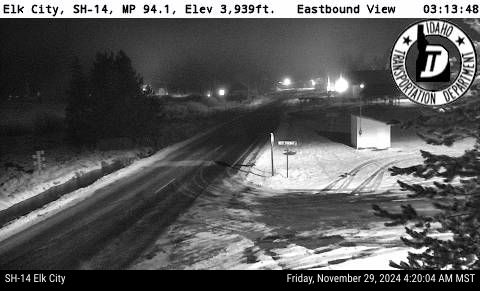 Elk City, SH-14, MP 94.1, Elev 3,939ft. Eastbound View 03:13:48
IDAHO
TRANSPORTATION DEPARTMENT
SH-14 Elk City Friday, November 29, 2024 4:20:04 AM MST